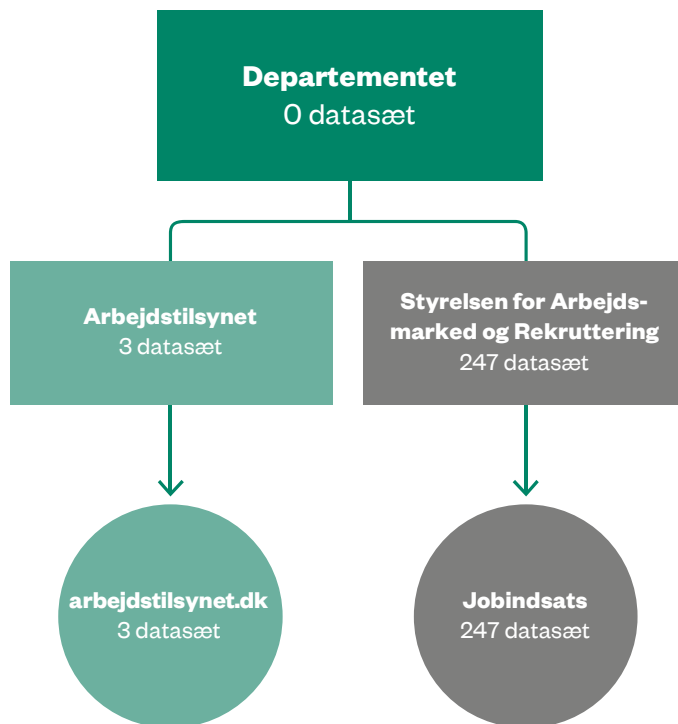 Departementet
0 datasæt
Arbejdstilsynet
3 datasæt
Styrelsen for Arbejds-
marked og Rekruttering
247 datasæt
arbejdstilsynet.dk
3 datasæt
Jobindsats
247 datasæt